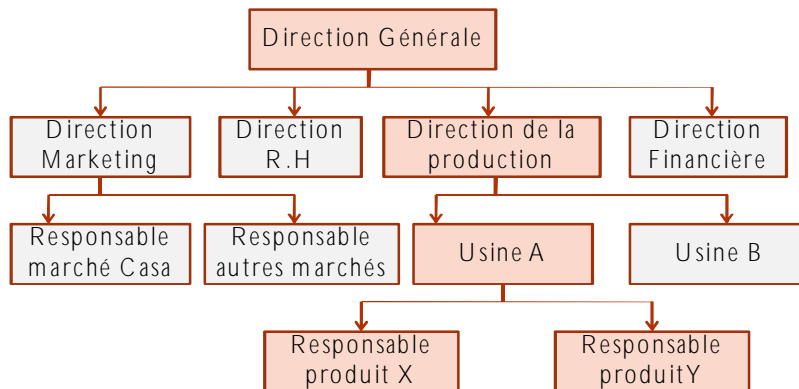 Direction Générale
Direction
Marketing
Direction
R.H
Direction de la
production
Direction
Financière
Responsable
marché Casa
Responsable
autres marchés
Usine A
Usine B
Responsable
produit X
Responsable
produitY